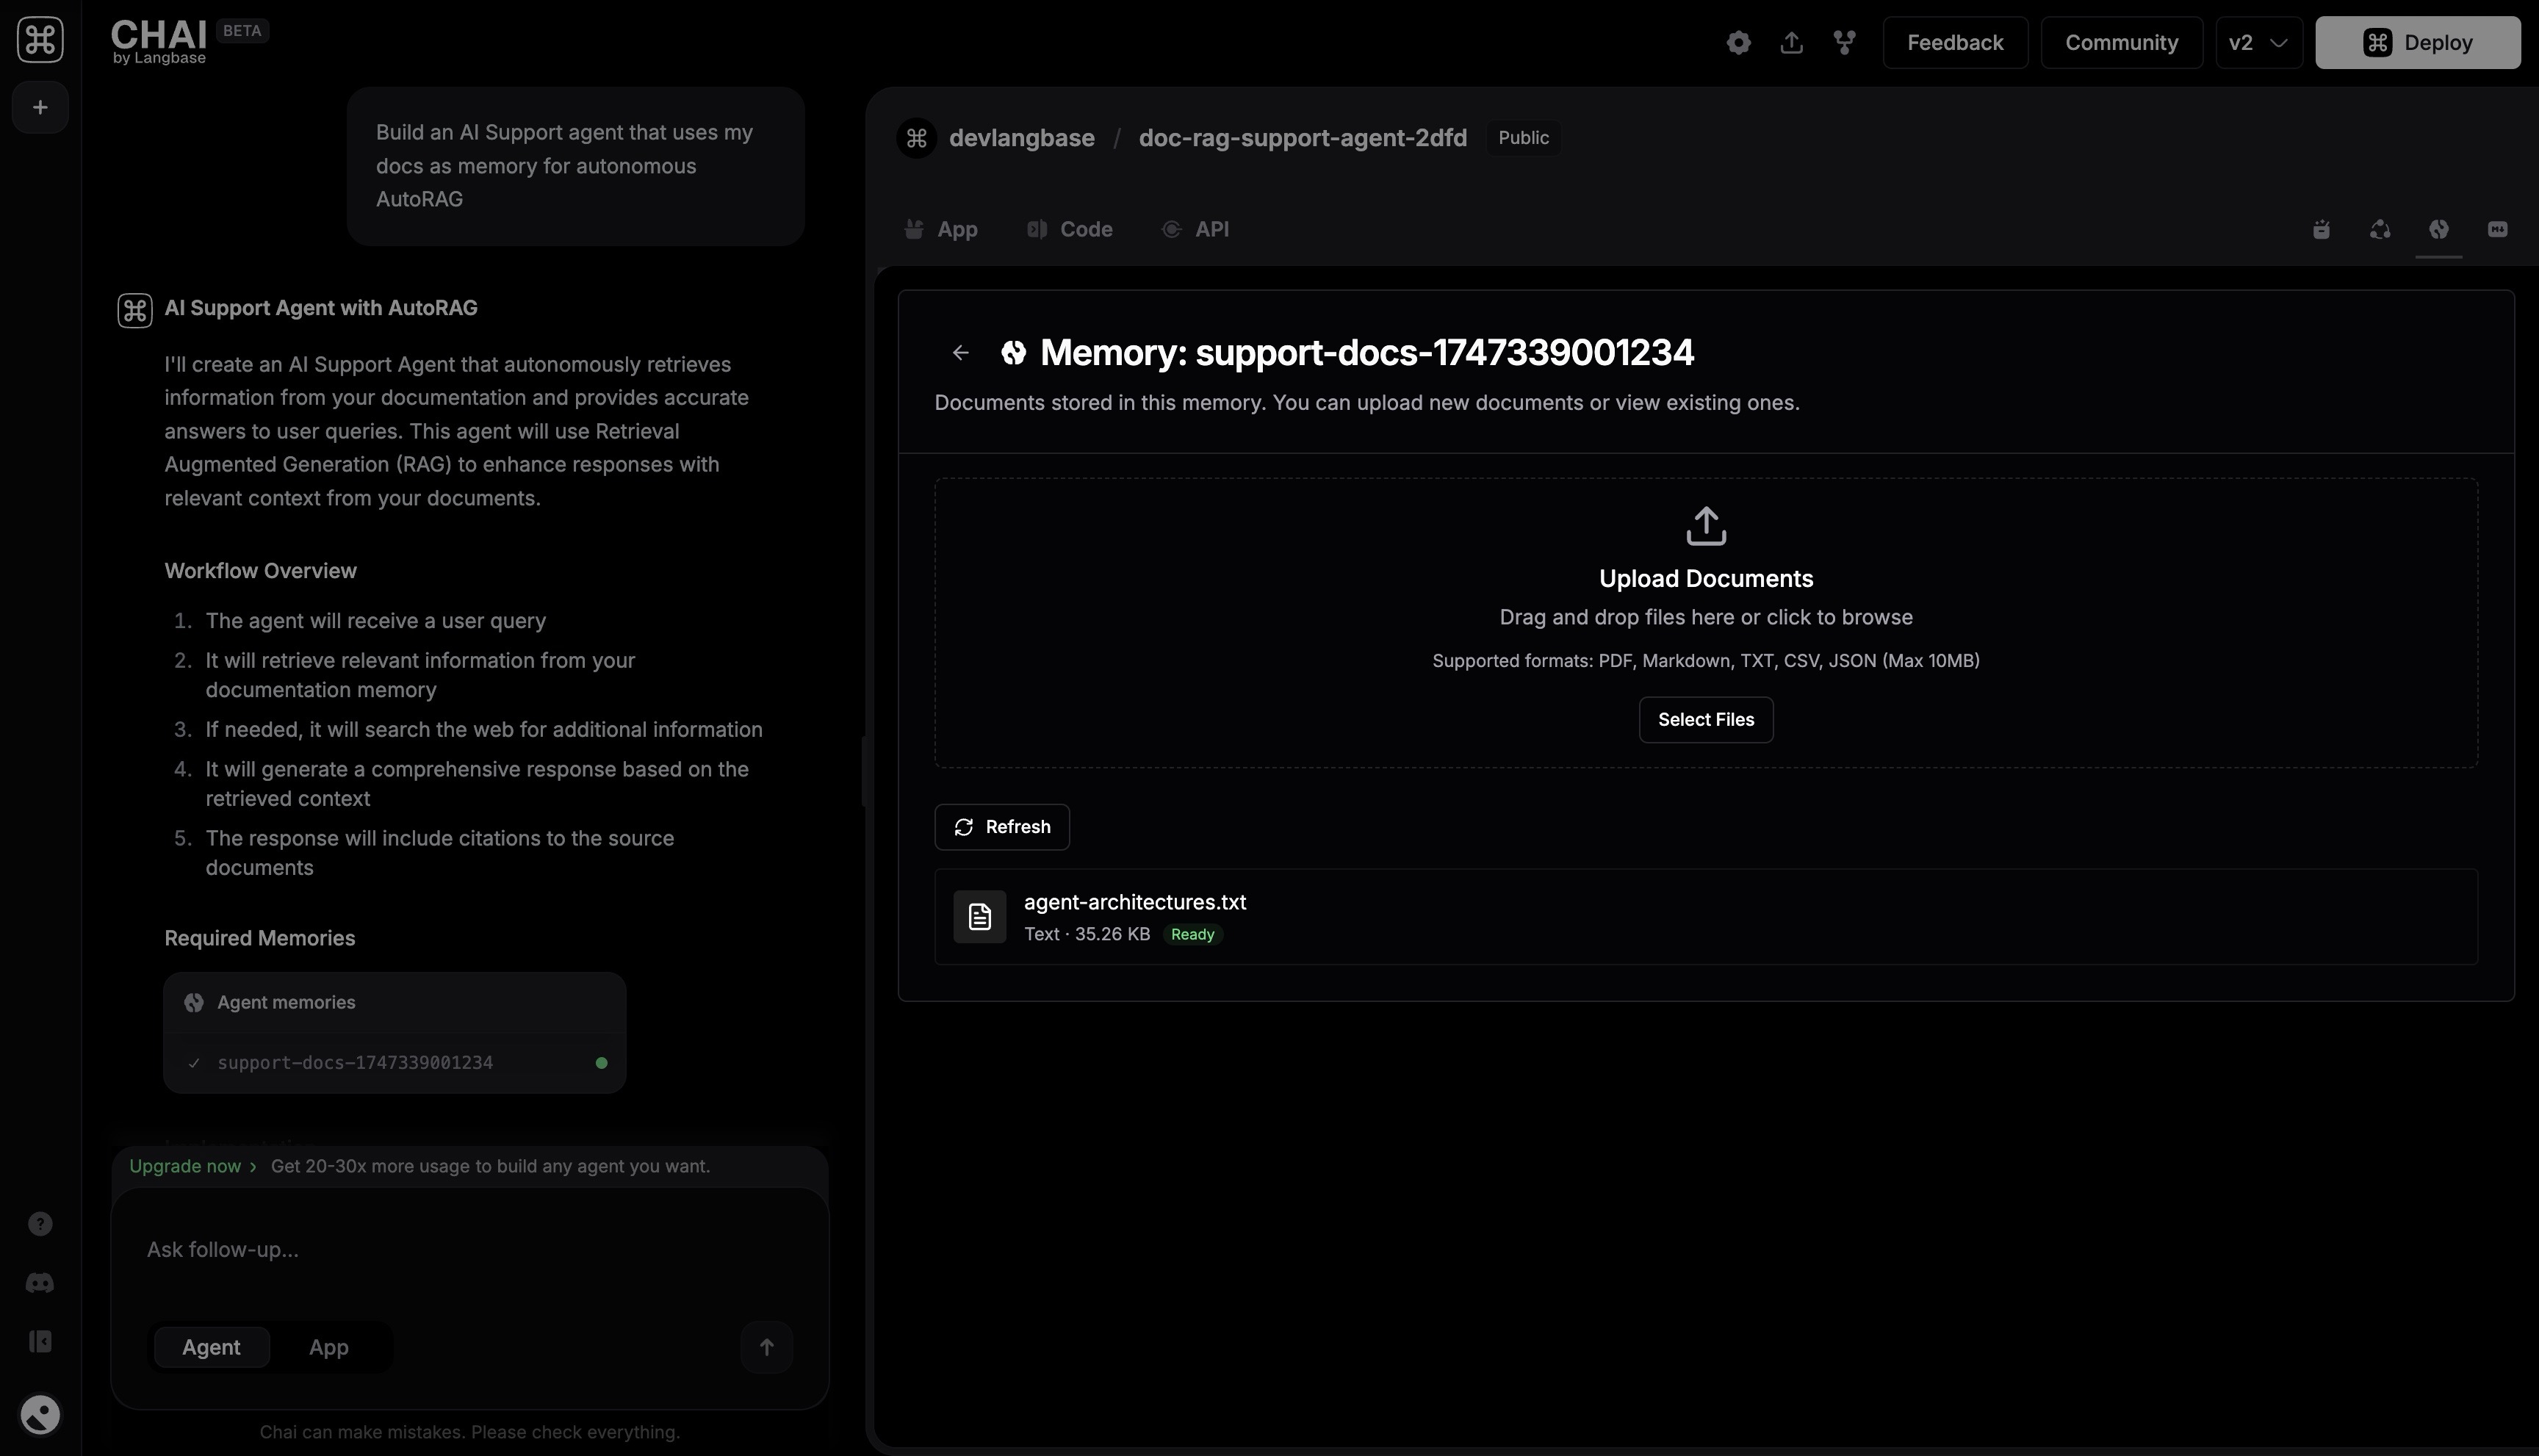 CHAI BETA
by Langbase
Feedback
Community
v2
Deploy
Build an AI Support agent that uses my
docs as memory for autonomous
AutoRAG
AI Support Agent with AutoRAG
I'll create an AI Support Agent that autonomously retrieves
information from your documentation and provides accurate
answers to user queries. This agent will use Retrieval
Augmented Generation (RAG) to enhance responses with
relevant context from your documents.
Workflow Overview
1. The agent will receive a user query
2. It will retrieve relevant information from your
documentation memory
3. If needed, it will search the web for additional information
4. It will generate a comprehensive response based on the
retrieved context
5. The response will include citations to the source
documents
Required Memories
Agent memories
support-docs-1747339001234
Upgrade now › Get 20-30x more usage to build any agent you want.
Ask follow-up...
Agent
App
Chai can make mistakes. Please check everything.
devlangbase / doc-rag-support-agent-2dfd Public
App
Code
API
Memory: support-docs-1747339001234
Documents stored in this memory. You can upload new documents or view existing ones.
Upload Documents
Drag and drop files here or click to browse
Supported formats: PDF, Markdown, TXT, CSV, JSON (Max 10MB)
Select Files
Refresh
agent-architectures.txt
Text · 35.26 KB Ready